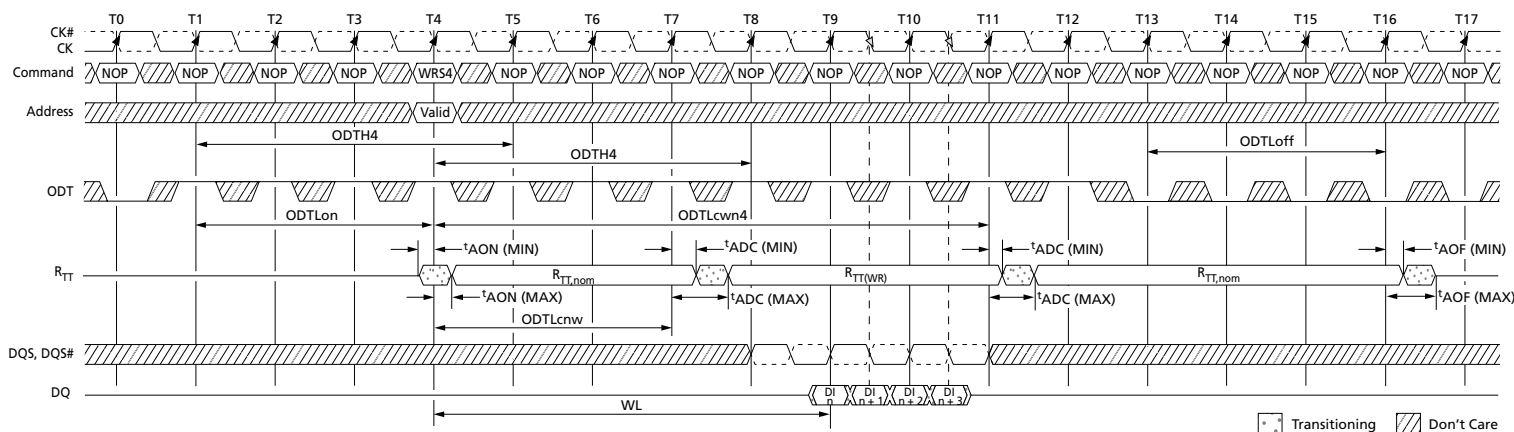 T0 T1 T2 T3 T4 T5 T6 T7 T8 T9 T10 T11 T12 T13 T14 T15 T16 T17
CK#
CK
Command NOP NOP NOP NOP WRS4 NOP NOP NOP NOP NOP NOP NOP NOP NOP NOP NOP NOP NOP
Address Valid
ODTH4 ODTLoff
ODTH4
ODT
ODTLon ODTLcwn4
tAON (MIN) tADC (MIN) tADC (MIN) tAOF (MIN)
RTT RTT,nom RTT(WR) RTT,nom
tAON (MAX) tADC (MAX) tADC (MAX) tAOF (MAX)
ODTLcnw
DQS, DQS#
DQ DI n DI n + 1 DI n + 2 DI n + 3
WL
Transitioning Don't Care